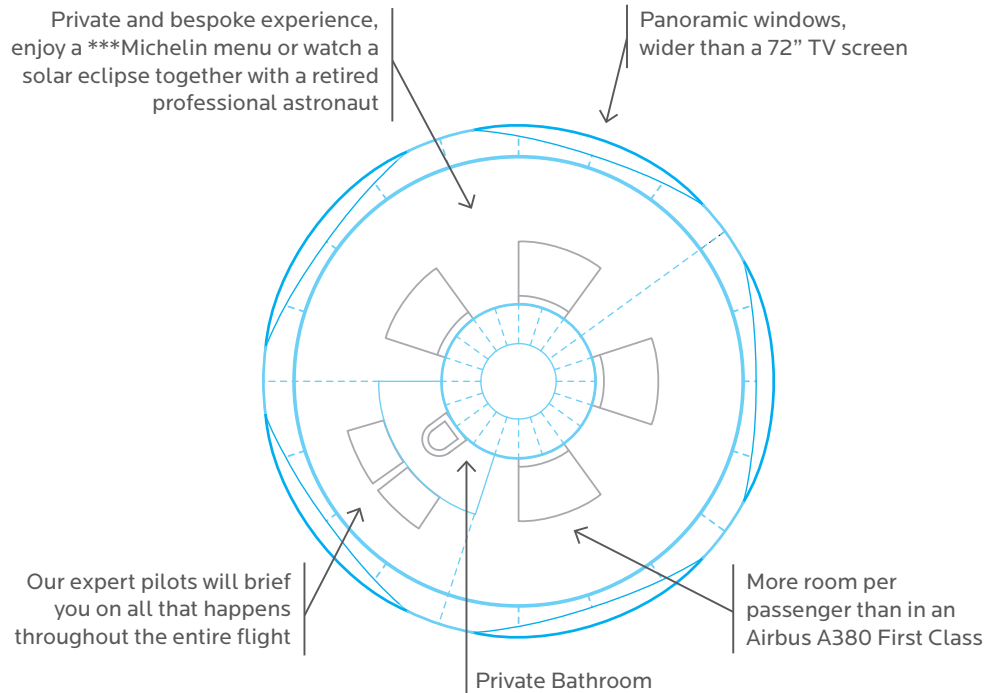 Private and bespoke experience,
enjoy a ***Michelin menu or watch a
solar eclipse together with a retired
professional astronaut
Panoramic windows,
wider than a 72” TV screen
Our expert pilots will brief
you on all that happens
throughout the entire flight
More room per
passenger than in an
Airbus A380 First Class
Private Bathroom